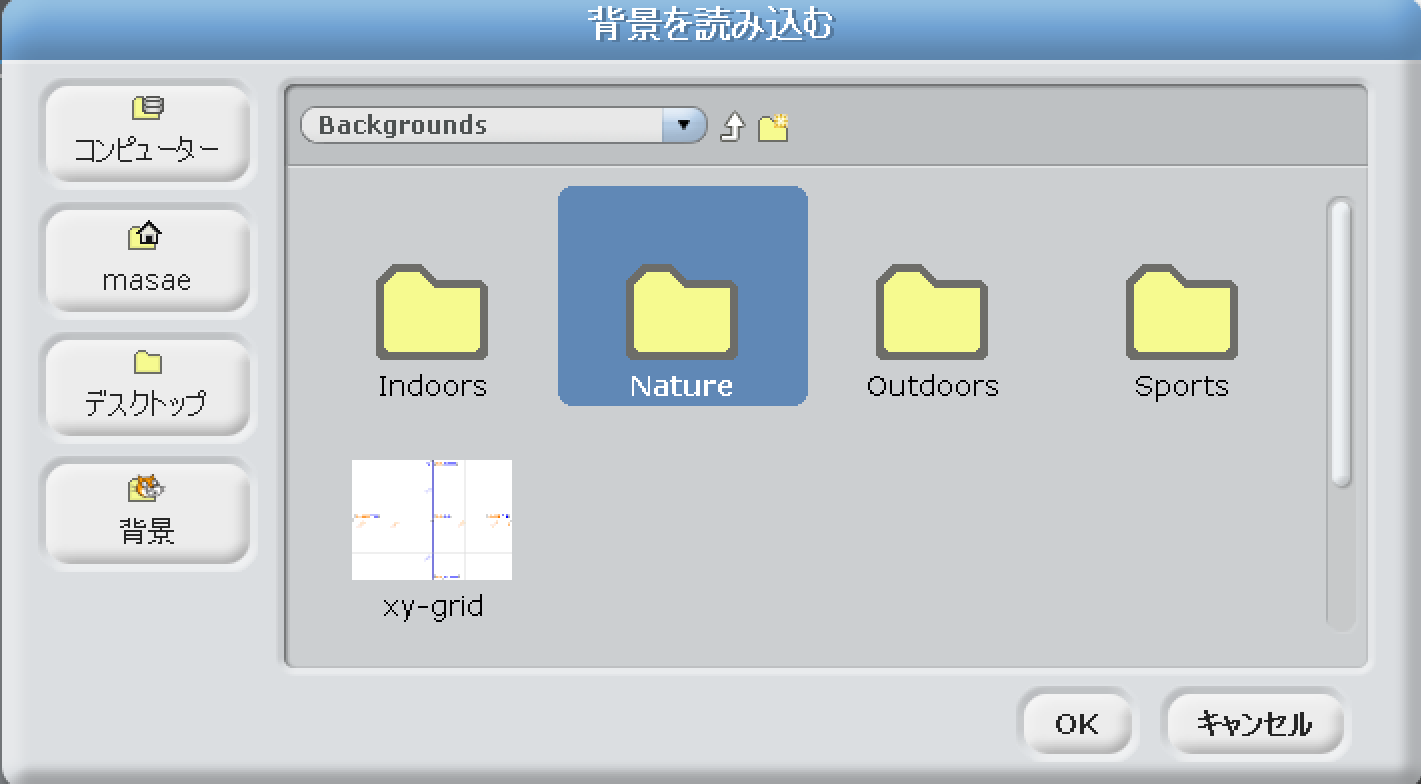 背景を読み込む
コンピューター
masae
デスクトップ
背景
Backgrounds
Indoors
Nature
Outdoors
Sports
xy-grid
OK
キャンセル